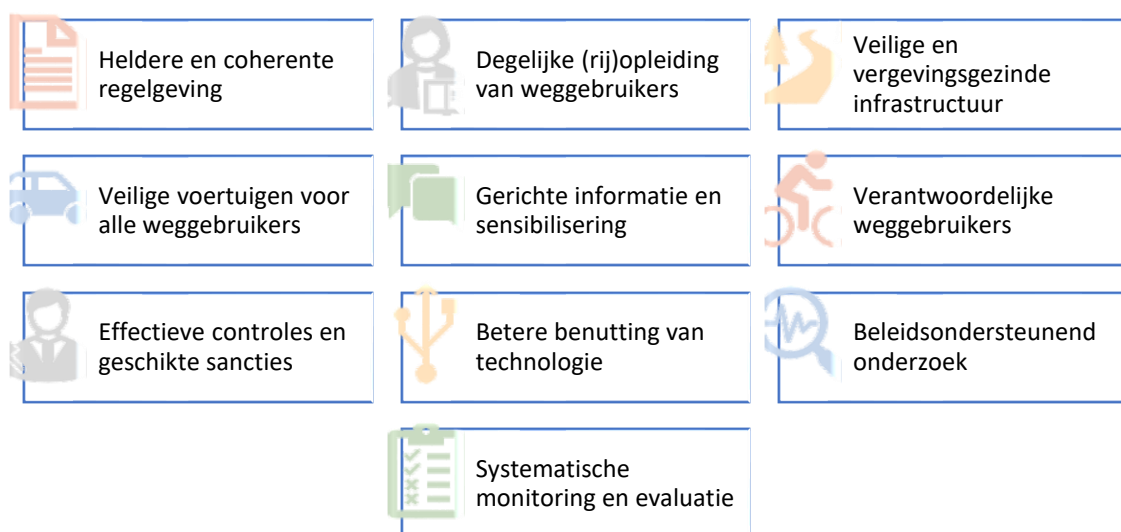 Heldere en coherente
regelgeving
Degelijke (rij)opleiding
van weggebruikers
Veilige en
vergevingsgezinde
infrastructuur
Veilige voertuigen voor
alle weggebruikers
Gerichte informatie en
sensibilisering
Verantwoordelijke
weggebruikers
Effectieve controles en
geschikte sancties
Betere benutting van
technologie
Beleidsondersteunend
onderzoek
Systematische
monitoring en evaluatie